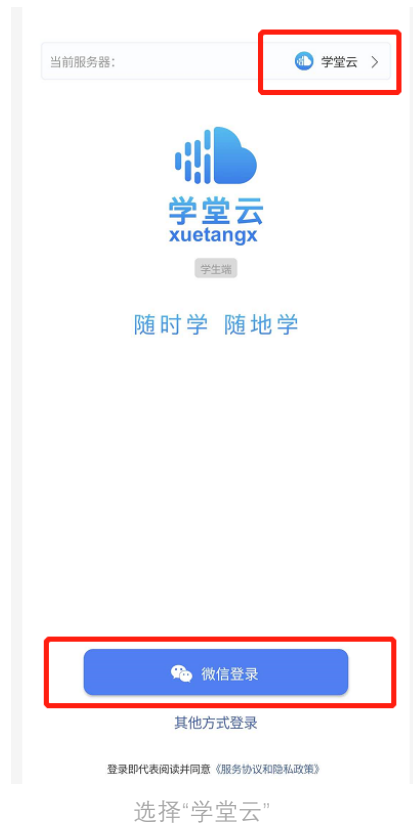 当前服务器： 学堂云
学堂云
xuetangx
学生端
随时学 随地学
微信登录
其他方式登录
登录即代表阅读并同意《服务协议和隐私政策》
选择“学堂云”